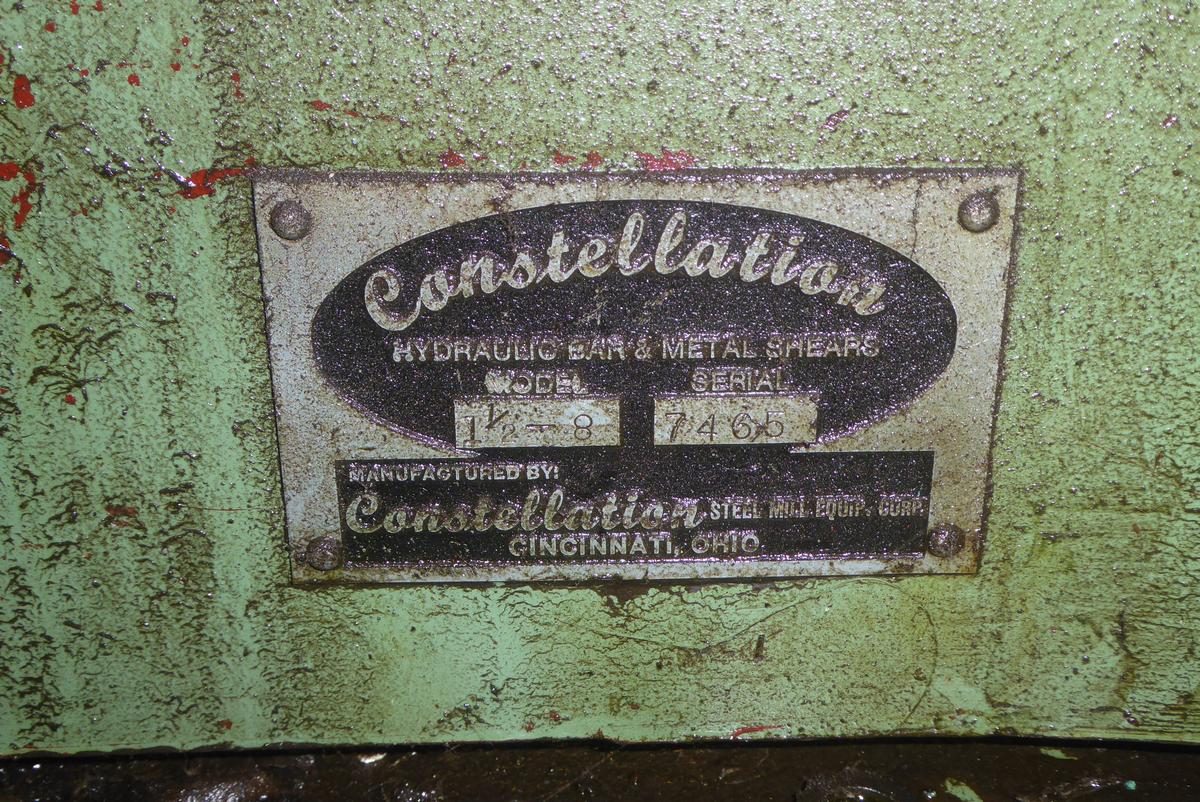 Constellation
HYDRAULIC BAR & METAL SHEARS
MODEL SERIAL
1½-8 7465
MANUFACTURED BY:
Constellation STEEL MILL EQUIP. CORP.
CINCINNATI, OHIO